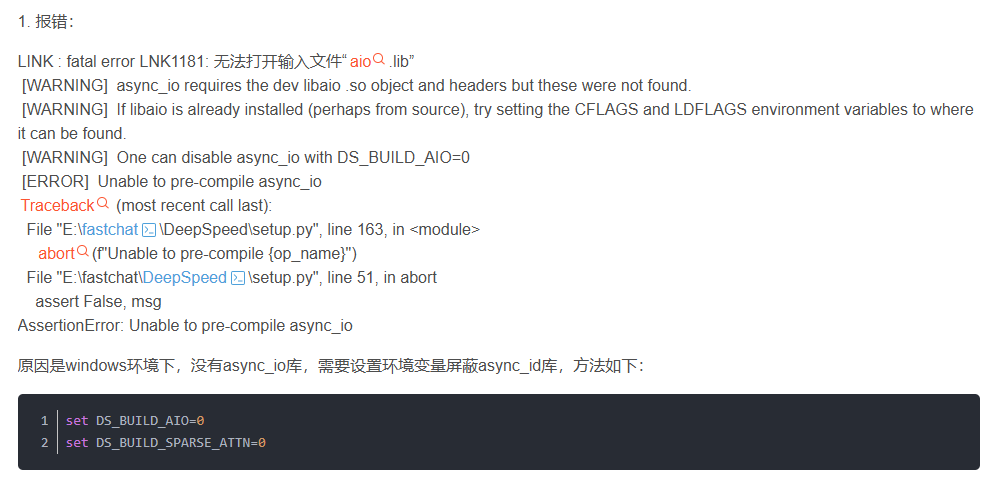 1. 报错：
LINK : fatal error LNK1181: 无法打开输入文件“aio.lib”
[WARNING]  async_io requires the dev libaio .so object and headers but these were not found.
[WARNING]  If libaio is already installed (perhaps from source), try setting the CFLAGS and LDFLAGS environment variables to where
it can be found.
[WARNING]  One can disable async_io with DS_BUILD_AIO=0
[ERROR]  Unable to pre-compile async_io
Traceback (most recent call last):
File "E:\fastchat\DeepSpeed\setup.py", line 163, in <module>
abort(f"Unable to pre-compile {op_name}")
File "E:\fastchat\DeepSpeed\setup.py", line 51, in abort
assert False, msg
AssertionError: Unable to pre-compile async_io
原因是windows环境下，没有async_io库，需要设置环境变量屏蔽async_id库，方法如下：
1 set DS_BUILD_AIO=0
2 set DS_BUILD_SPARSE_ATTN=0